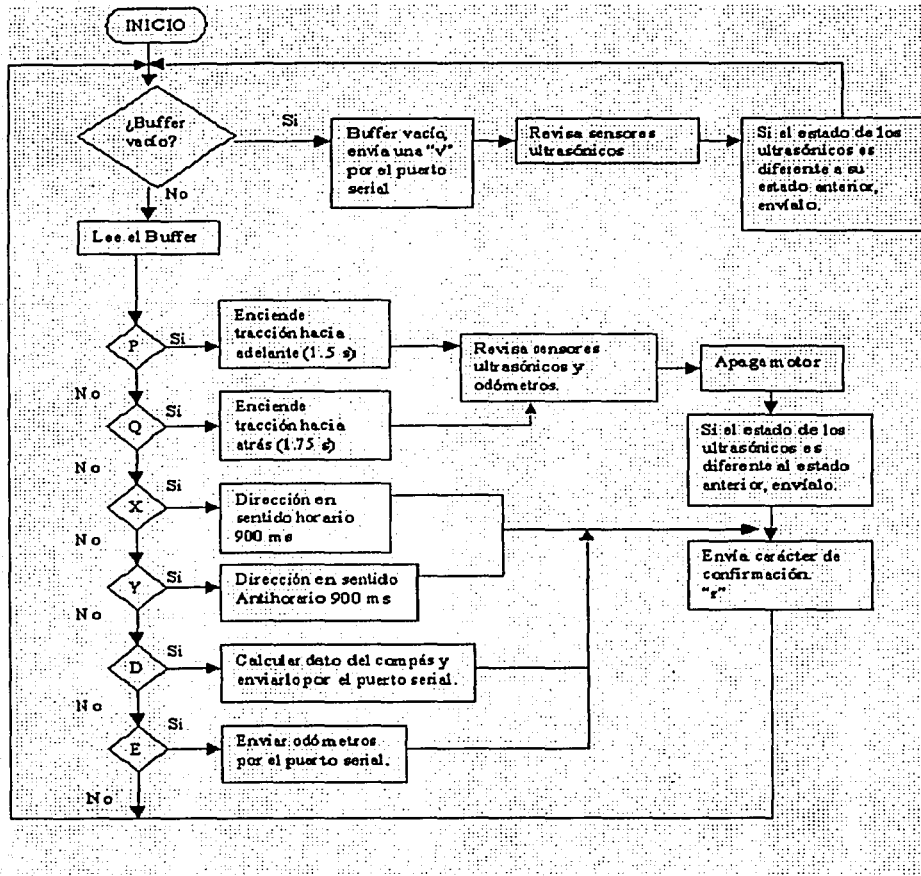 INICIO
¿Buffer
vacío?
Si
Buffer vacío,
envía una "v"
por el puerto
serial
Revisa sensores
ultrasónicos
Si el estado de los
ultrasónicos es
diferente a su
estado anterior,
envíalo.
No
Lee el Buffer
P
Si
Enciende
tracción hacia
adelante (1.5 s)
Revisa sensores
ultrasónicos y
odómetros.
Apaga motor
No
Q
Si
Enciende
tracción hacia
atrás (1.75 s)
Si el estado de los
ultrasónicos es
diferente al estado
anterior, envíalo.
No
X
Si
Dirección en
sentido horario
900 ms
No
Envía carácter de
confirmación
"r"
Y
Si
Dirección en sentido
Antihorario 900 ms
No
D
Si
Calcular dato del compás y
enviarlo por el puerto serial.
No
E
Si
Enviar odómetros
por el puerto serial.
No